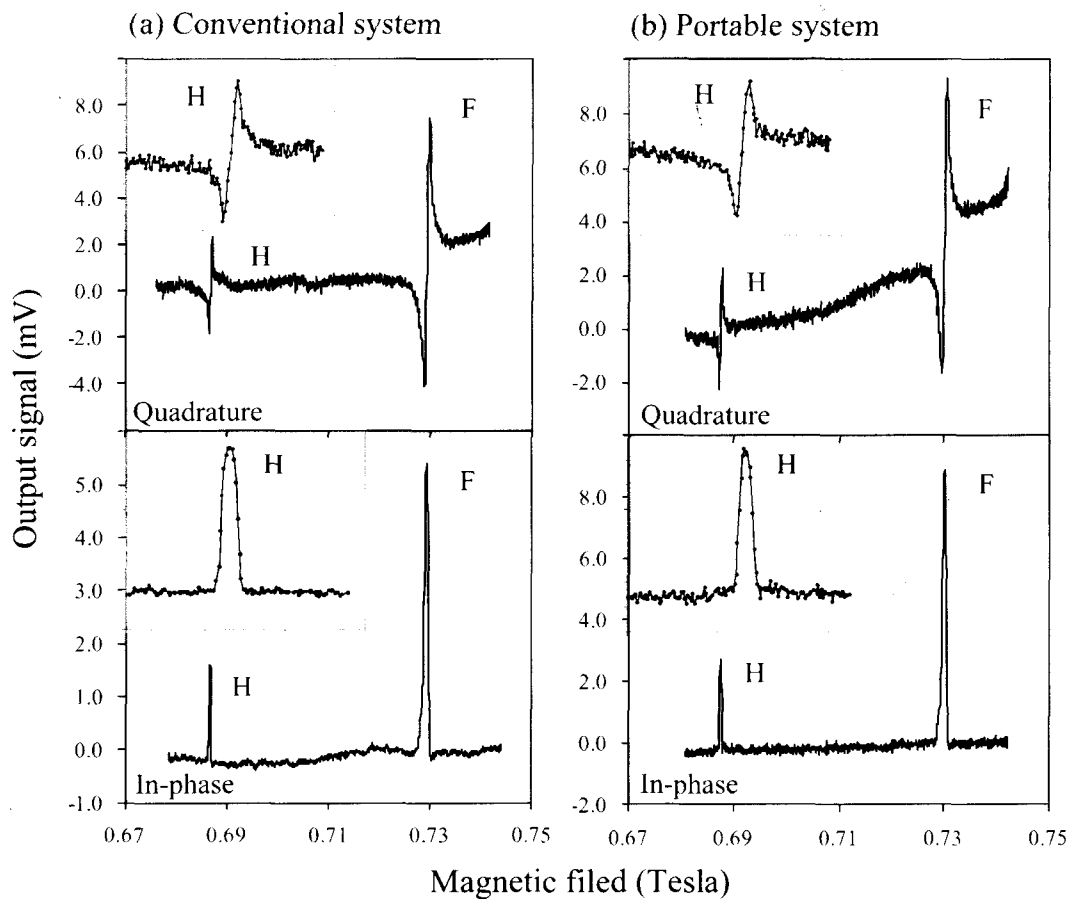 (a) Conventional system
(b) Portable system
H
F
H
8.0
6.0
4.0
2.0
0.0
-2.0
-4.0
Quadrature
H
F
H
8.0
6.0
4.0
2.0
0.0
-2.0
Quadrature
Output signal (mV)
H
F
H
5.0
4.0
3.0
2.0
1.0
0.0
-1.0
In-phase
H
F
H
8.0
6.0
4.0
2.0
0.0
-2.0
In-phase
0.67 0.69 0.71 0.73 0.75
0.67 0.69 0.71 0.73 0.75
Magnetic filed (Tesla)